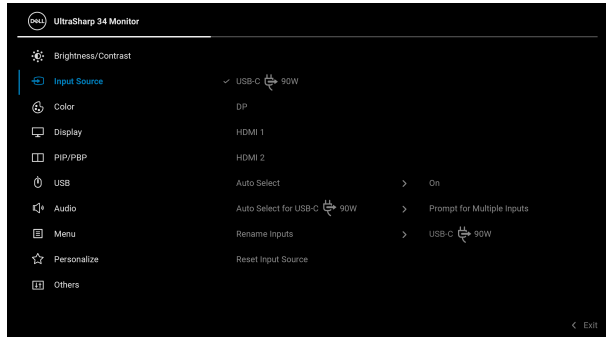 DELL UltraSharp 34 Monitor
Brightness/Contrast
Input Source ✓ USB-C 90W
Color DP
Display HDMI 1
PIP/PBP HDMI 2
USB Auto Select > On
Audio Auto Select for USB-C 90W > Prompt for Multiple Inputs
Menu Rename Inputs > USB-C 90W
Personalize Reset Input Source
Others
< Exit